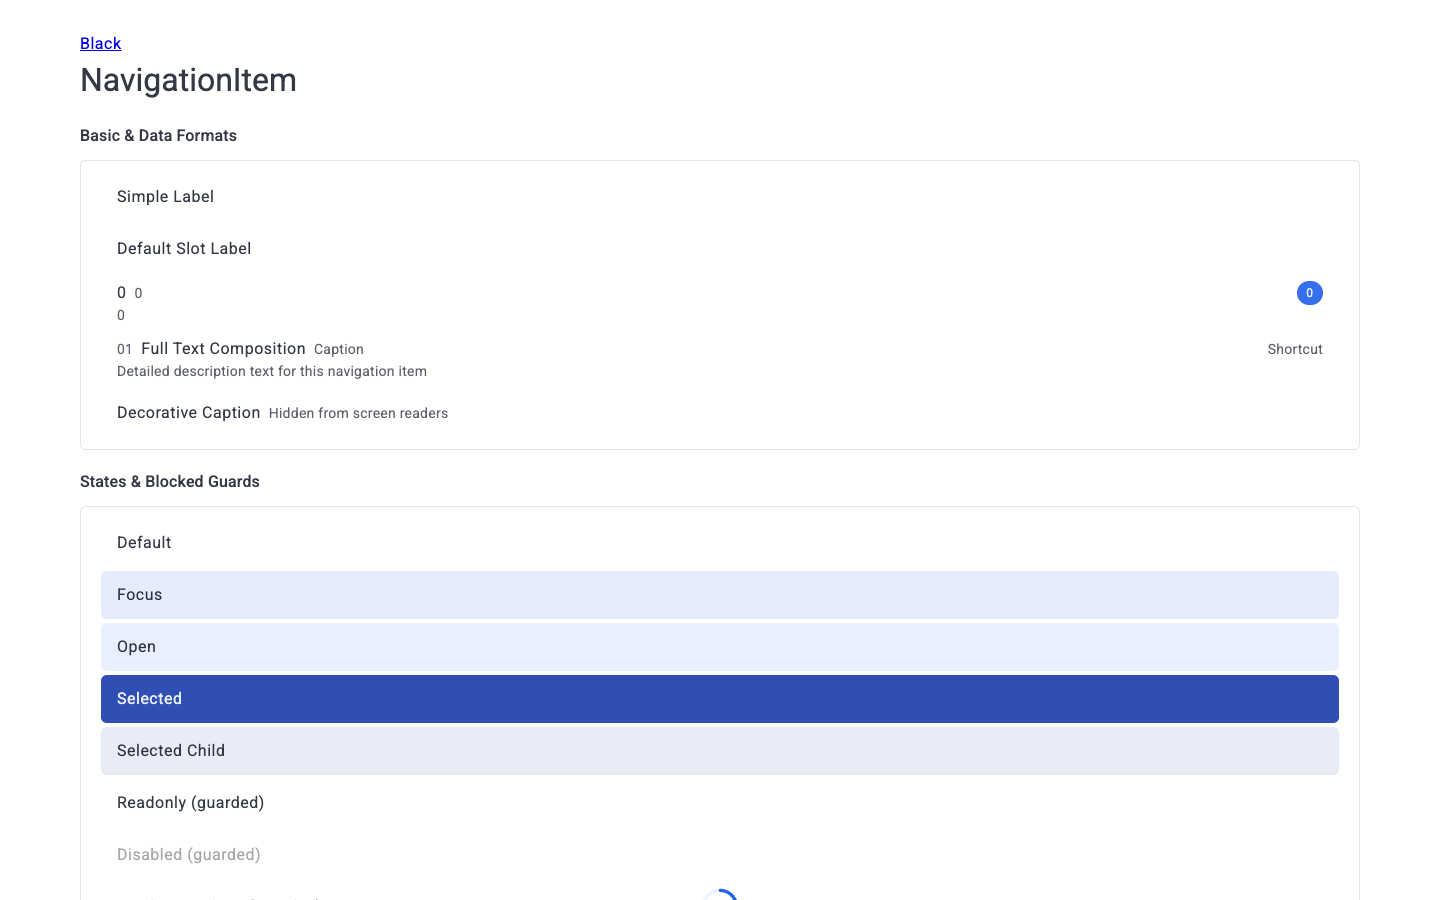 Black
NavigationItem
Basic & Data Formats
Simple Label
Default Slot Label
0 0 0
0
01 Full Text Composition Caption Shortcut
Detailed description text for this navigation item
Decorative Caption Hidden from screen readers
States & Blocked Guards
Default
Focus
Open
Selected
Selected Child
Readonly (guarded)
Disabled (guarded)